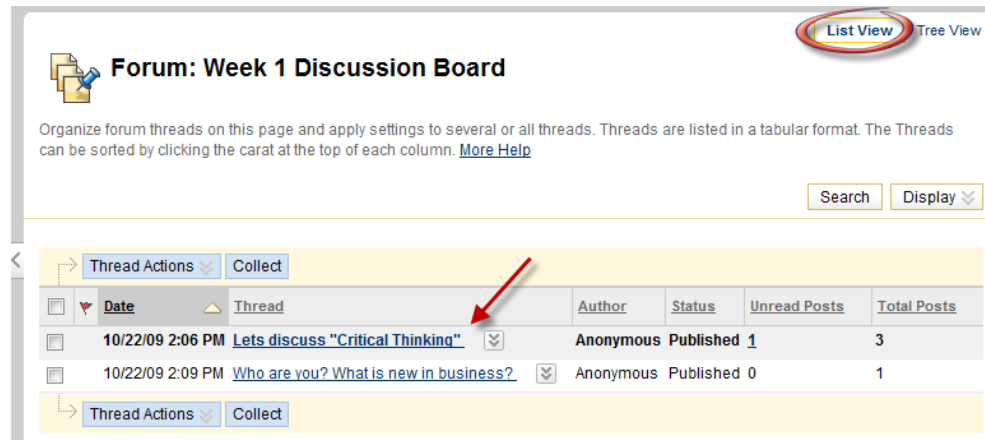 List View Tree View
Forum: Week 1 Discussion Board
Organize forum threads on this page and apply settings to several or all threads. Threads are listed in a tabular format. The Threads
can be sorted by clicking the carat at the top of each column. More Help
Search Display
Thread Actions Collect
Date Thread Author Status Unread Posts Total Posts
10/22/09 2:06 PM Lets discuss "Critical Thinking" Anonymous Published 1 3
10/22/09 2:09 PM Who are you? What is new in business? Anonymous Published 0 1
Thread Actions Collect